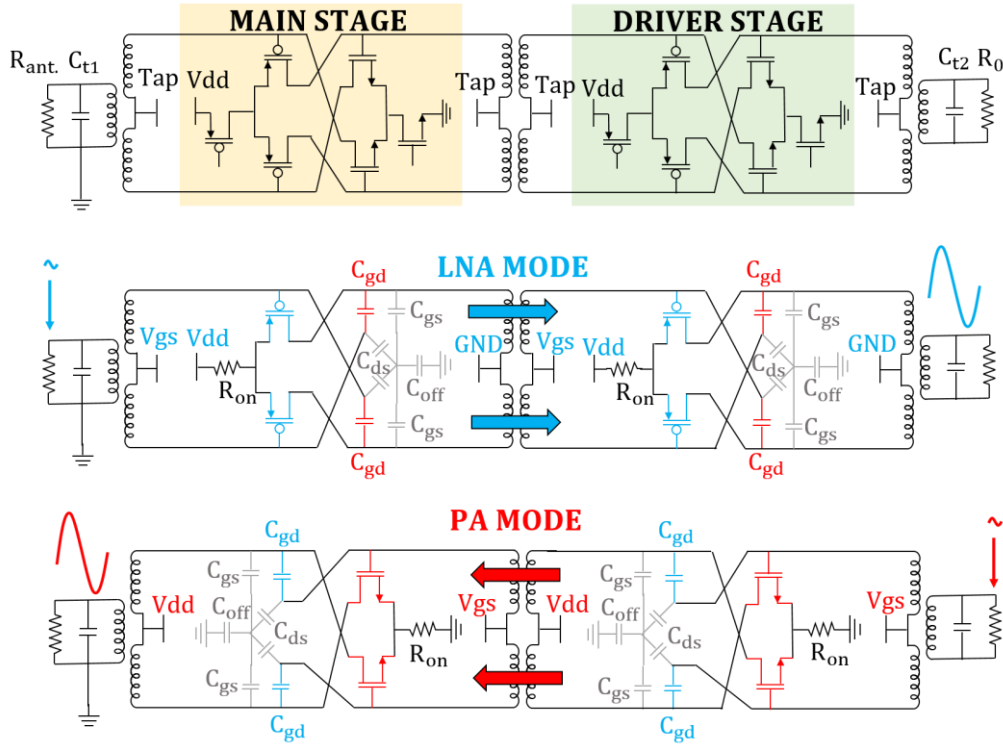 MAIN STAGE
DRIVER STAGE
Rant. Ct1
Tap
Vdd
Tap
Tap
Vdd
Tap
Ct2 R0
~
LNA MODE
Cgd
Cgs
Cds
Coff
Cgs
Cgd
Vgs
Vdd
Ron
GND
Vgs
Vdd
Ron
Cgd
Cgs
Cds
Coff
Cgs
Cgd
GND
PA MODE
~
Cgd
Cgs
Coff
Cds
Cgs
Cgd
Vdd
Ron
Vgs
Vdd
Cgd
Cgs
Coff
Cds
Cgs
Cgd
Ron
Vgs